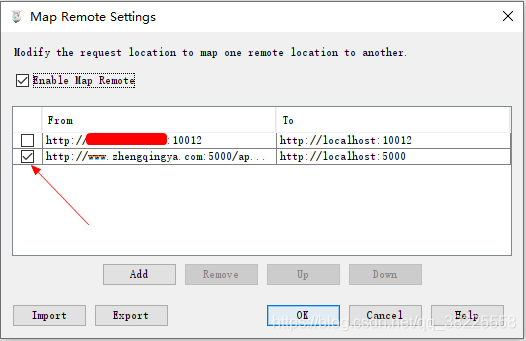 Map Remote Settings
Modify the request location to map one remote location to another.
Enable Map Remote
From To
http:// :10012 http://localhost:10012
http://www.zhengqingya.com:5000/ap... http://localhost:5000
Add Remove Up Down
Import Export OK Cancel Help
https://blog.csdn.net/qq_38225558